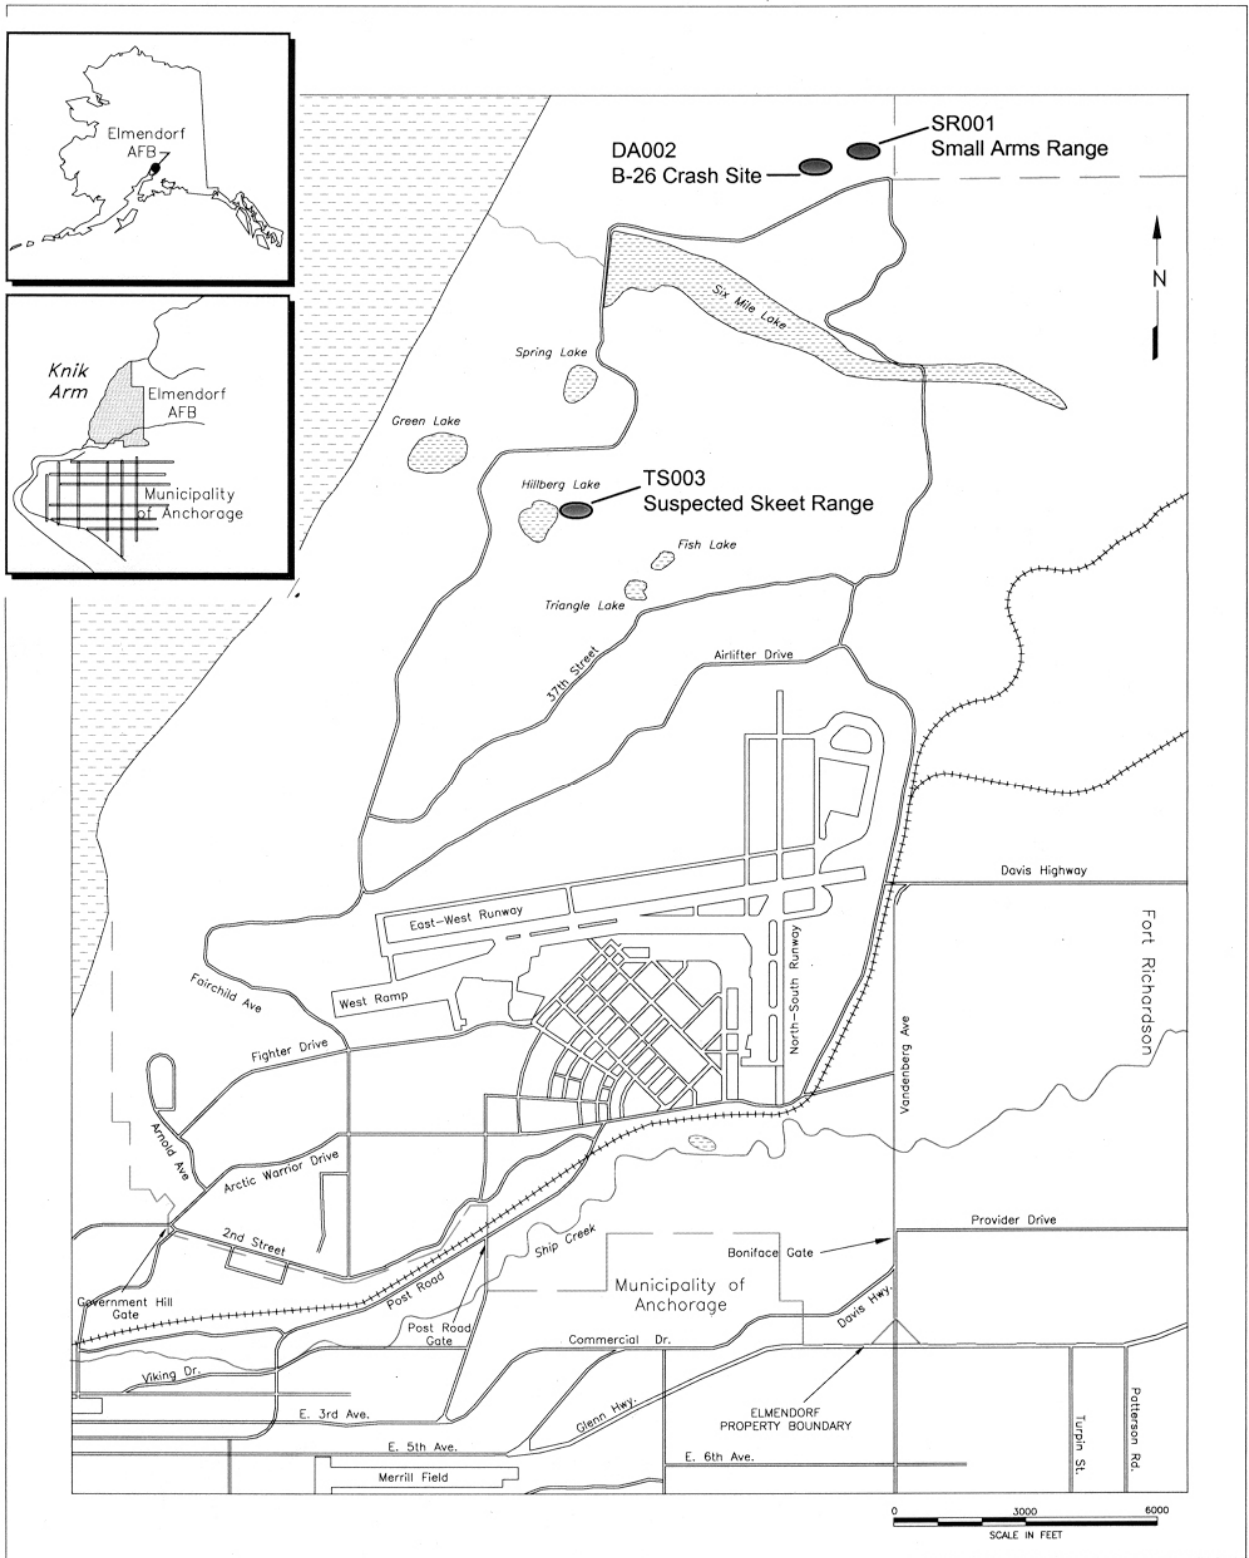 Elmendorf
AFB
Knik
Arm
Elmendorf
AFB
Municipality
of Anchorage
SR001
Small Arms Range
DA002
B-26 Crash Site
N
Six Mile Lake
Spring Lake
Green Lake
Hillberg Lake
TS003
Suspected Skeet Range
Fish Lake
Triangle Lake
37th Street
Airlifter Drive
Davis Highway
East-West Runway
Fort Richardson
North-South Runway
Fairchild Ave
West Ramp
Vandenberg Ave
Fighter Drive
Arnold Ave
Arctic Warrior Drive
2nd Street
Ship Creek
Provider Drive
Boniface Gate
Municipality of
Anchorage
Government Hill
Gate
Post Road
Davis Hwy.
Post Road
Gate
Commercial Dr.
Viking Dr.
E. 3rd Ave.
Glenn Hwy.
ELMENDORF
PROPERTY BOUNDARY
Turpin St.
Patterson Rd.
E. 5th Ave.
E. 6th Ave.
Merrill Field
0 3000 6000
SCALE IN FEET